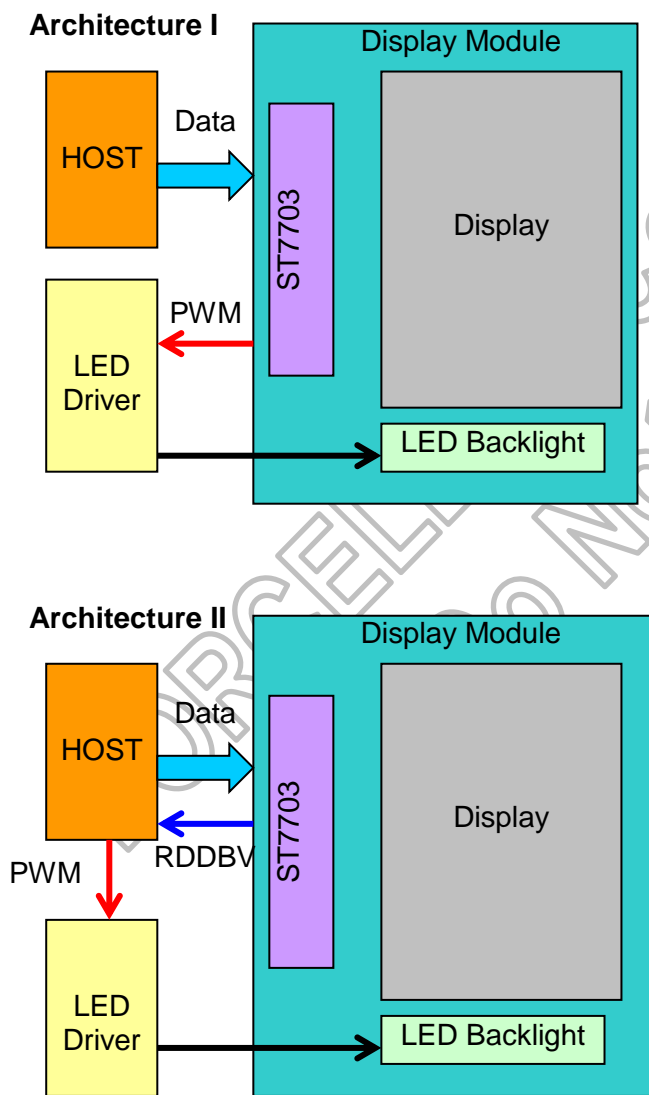 Architecture I
Display Module
HOST
Data
ST7703
Display
PWM
LED
Driver
LED Backlight
Architecture II
Display Module
HOST
Data
ST7703
Display
RDDBV
PWM
LED
Driver
LED Backlight